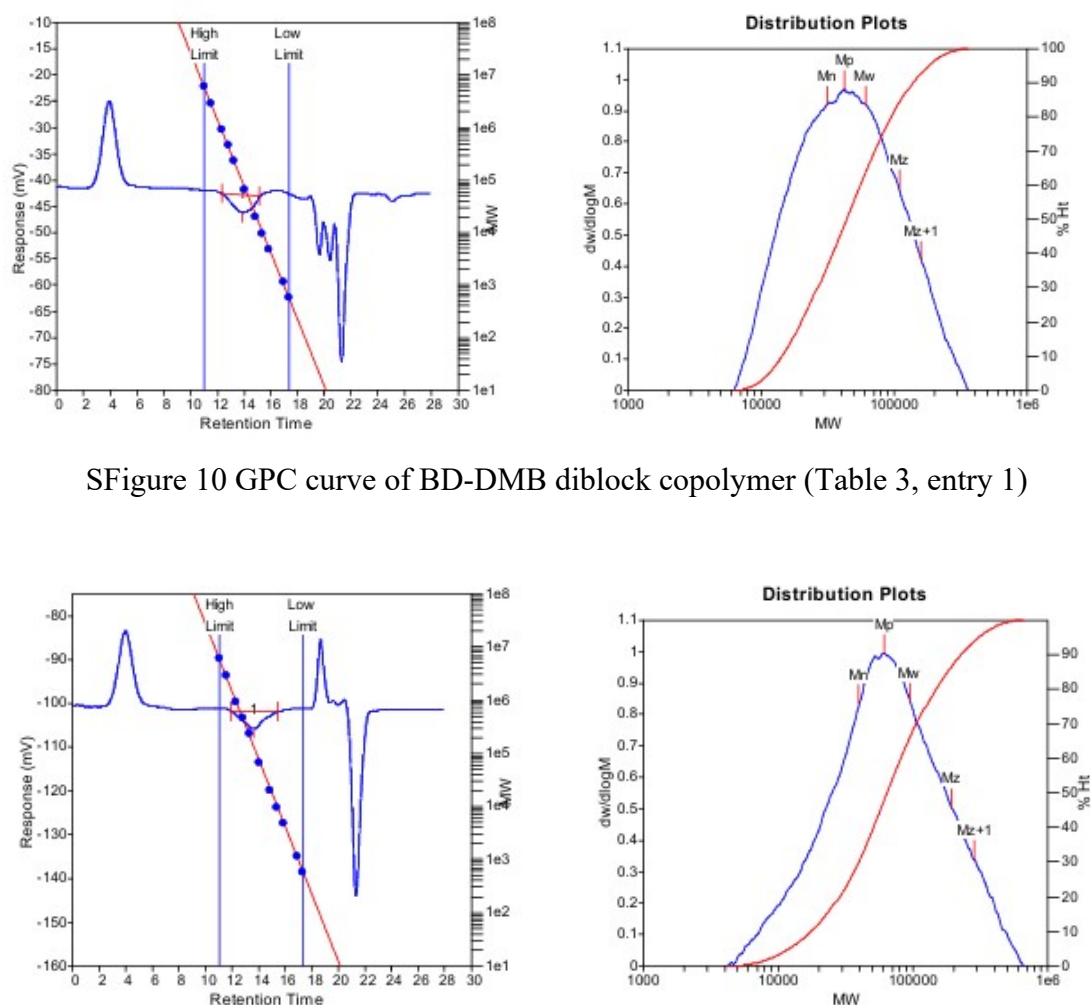 -10
-15
-20
-25
-30
-35
-40
-45
-50
-55
-60
-65
-70
-75
-80
Response (mV)
High Limit
Low Limit
1e8
1e7
1e6
1e5
1e4
1e3
1e2
1e1
MW
0 2 4 6 8 10 12 14 16 18 20 22 24 26 28 30
Retention Time
Distribution Plots
1.1
1
0.9
0.8
0.7
0.6
0.5
0.4
0.3
0.2
0.1
0
dw/dlogM
Mn
Mp
Mw
Mz
Mz+1
100
90
80
70
60
50
40
30
20
10
0
% Ht
1000 10000 100000 1e6
MW
SFigure 10 GPC curve of BD-DMB diblock copolymer (Table 3, entry 1)
-80
-90
-100
-110
-120
-130
-140
-150
-160
Response (mV)
High Limit
Low Limit
1
1e8
1e7
1e6
1e5
1e4
1e3
1e2
1e1
MW
0 2 4 6 8 10 12 14 16 18 20 22 24 26 28 30
Retention Time
Distribution Plots
1.1
1
0.9
0.8
0.7
0.6
0.5
0.4
0.3
0.2
0.1
0
dw/dlogM
Mn
Mp
Mw
Mz
Mz+1
90
80
70
60
50
40
30
20
10
0
% Ht
1000 10000 100000 1e6
MW